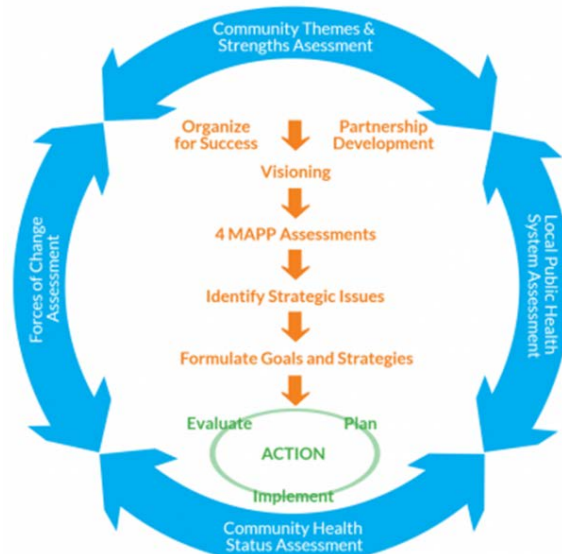 Community Themes &
Strengths Asessment
Organize
for Success
Partnership
Development
Visioning
4 MAPP Assessments
Identify Strategic Issues
Formulate Goals and Strategies
Evaluate
Plan
ACTION
Implement
Forces of Change
Assessment
Local Public Health
System Assessment
Community Health
Status Assessment